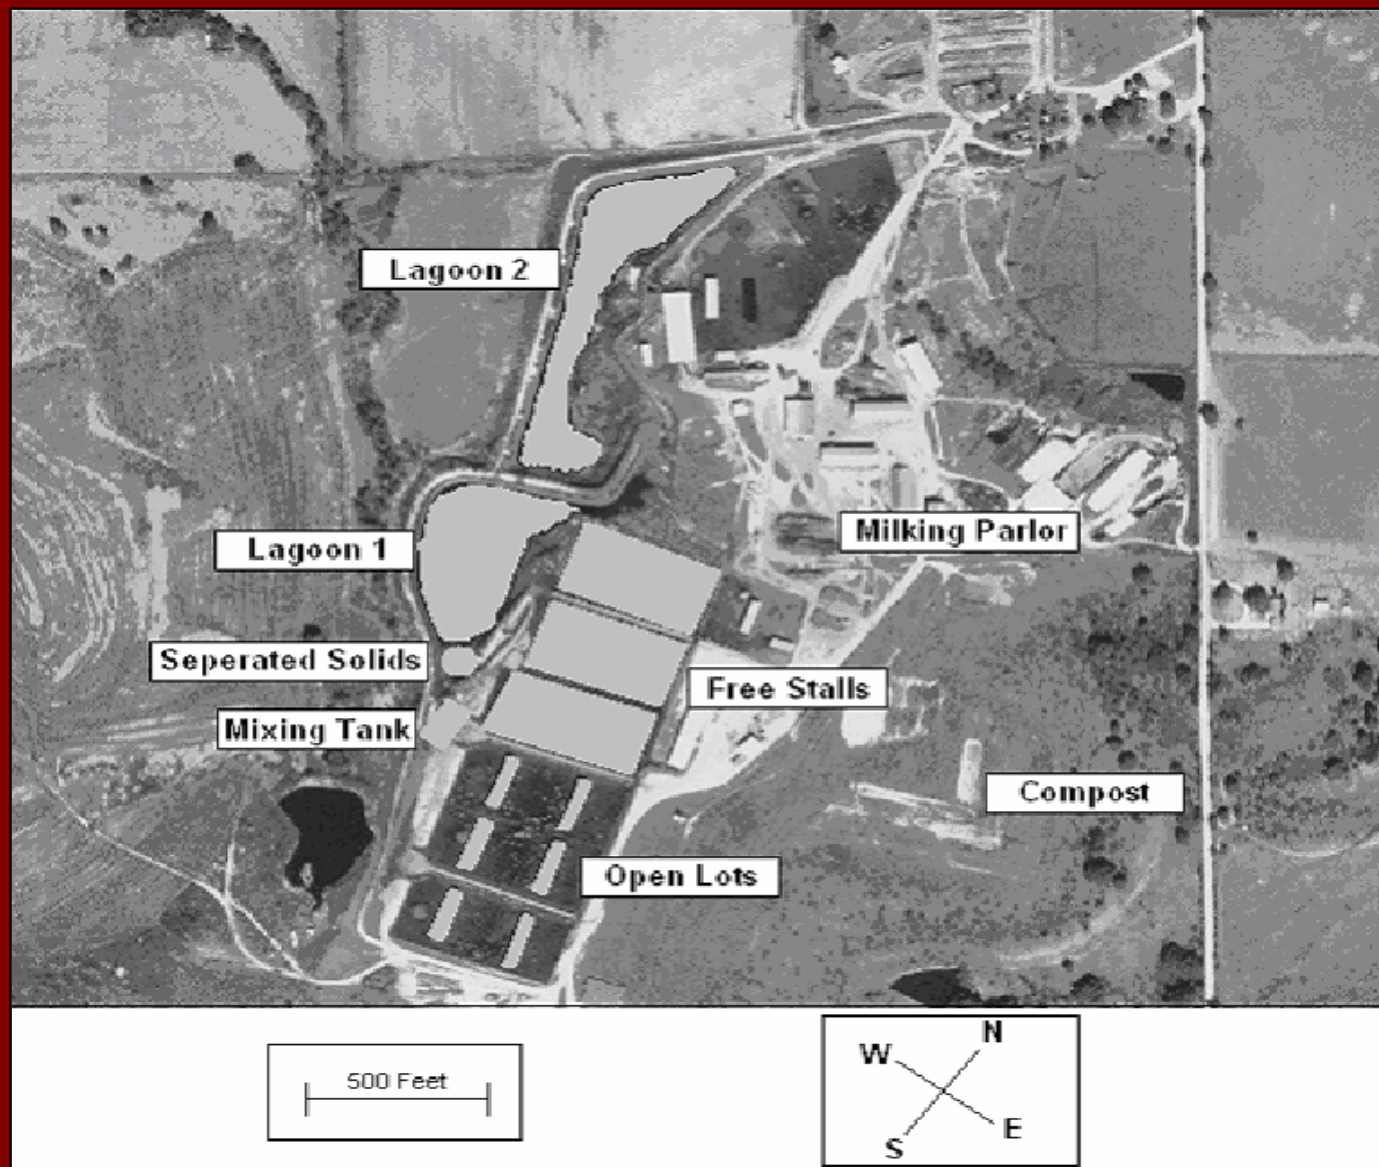 Lagoon 2
Lagoon 1
Milking Parlor
Seperated Solids
Free Stalls
Mixing Tank
Compost
Open Lots
500 Feet
N
W
E
S